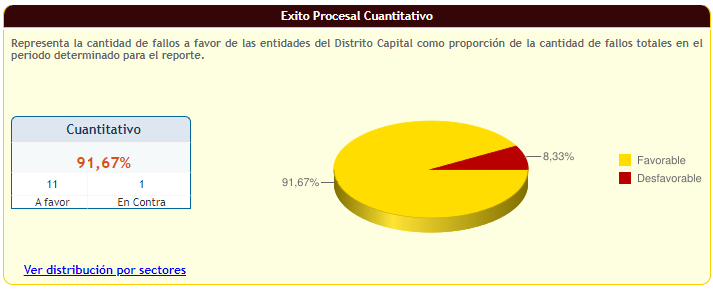 Exito Procesal Cuantitativo
Representa la cantidad de fallos a favor de las entidades del Distrito Capital como proporción de la cantidad de fallos totales en el
periodo determinado para el reporte.
Cuantitativo
91,67%
11 1
A favor En Contra
8,33%
91,67%
Favorable
Desfavorable
Ver distribución por sectores